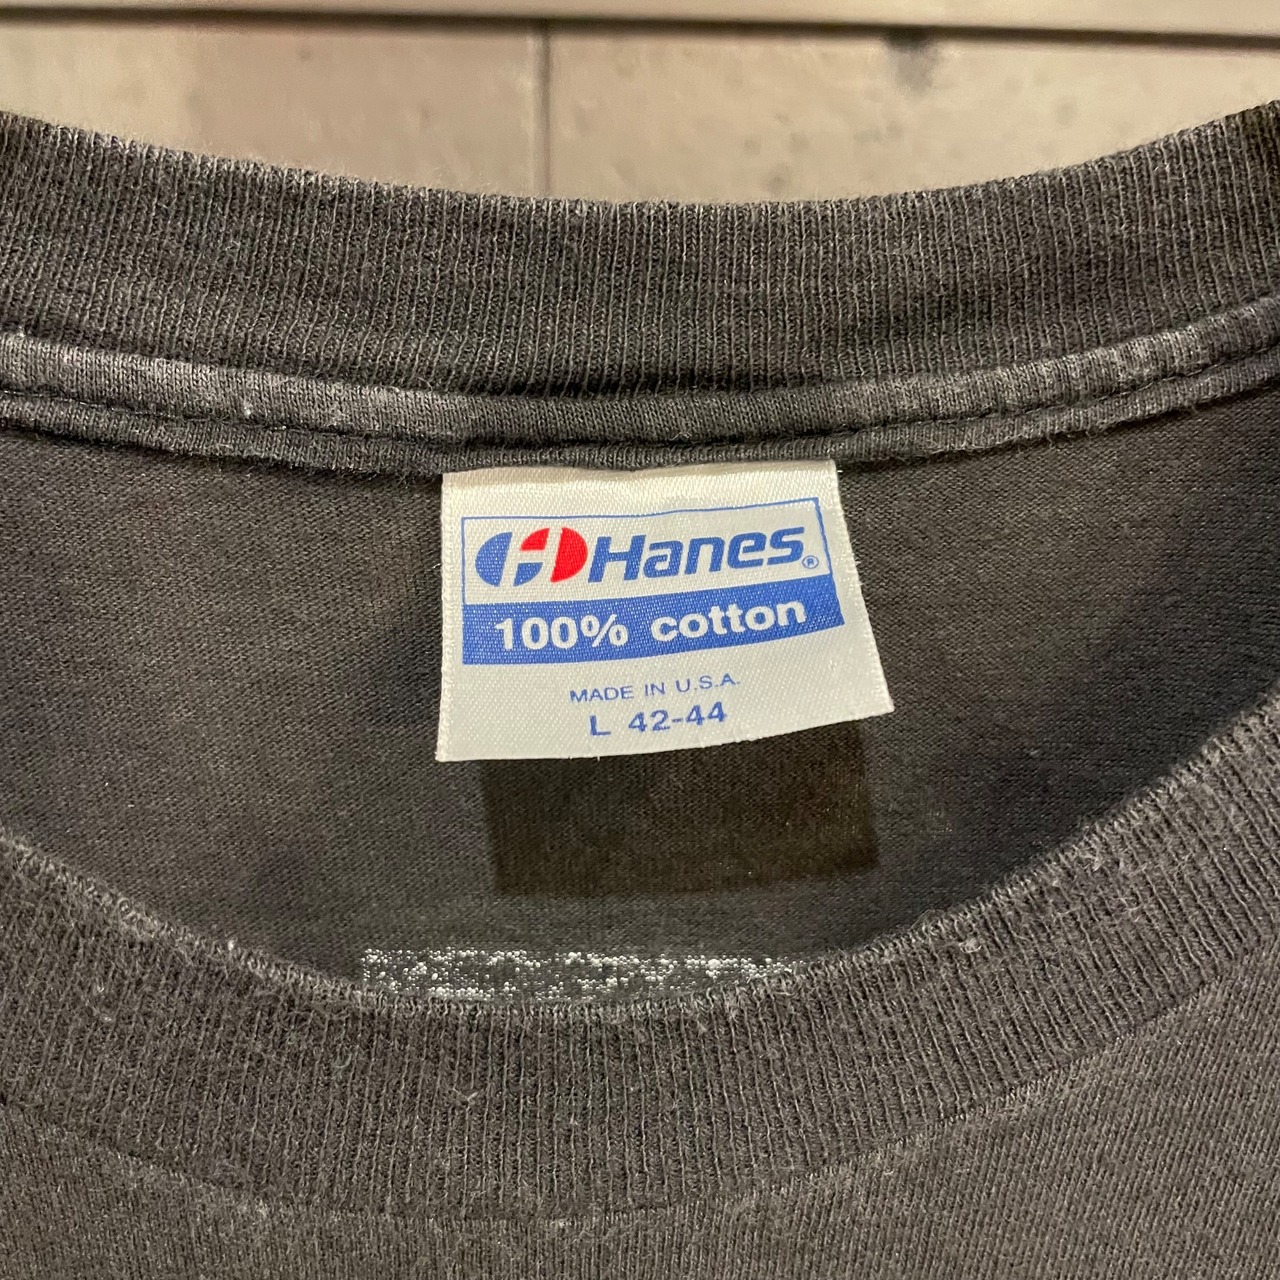 Hanes®
100% cotton
MADE IN U.S.A.
L 42-44